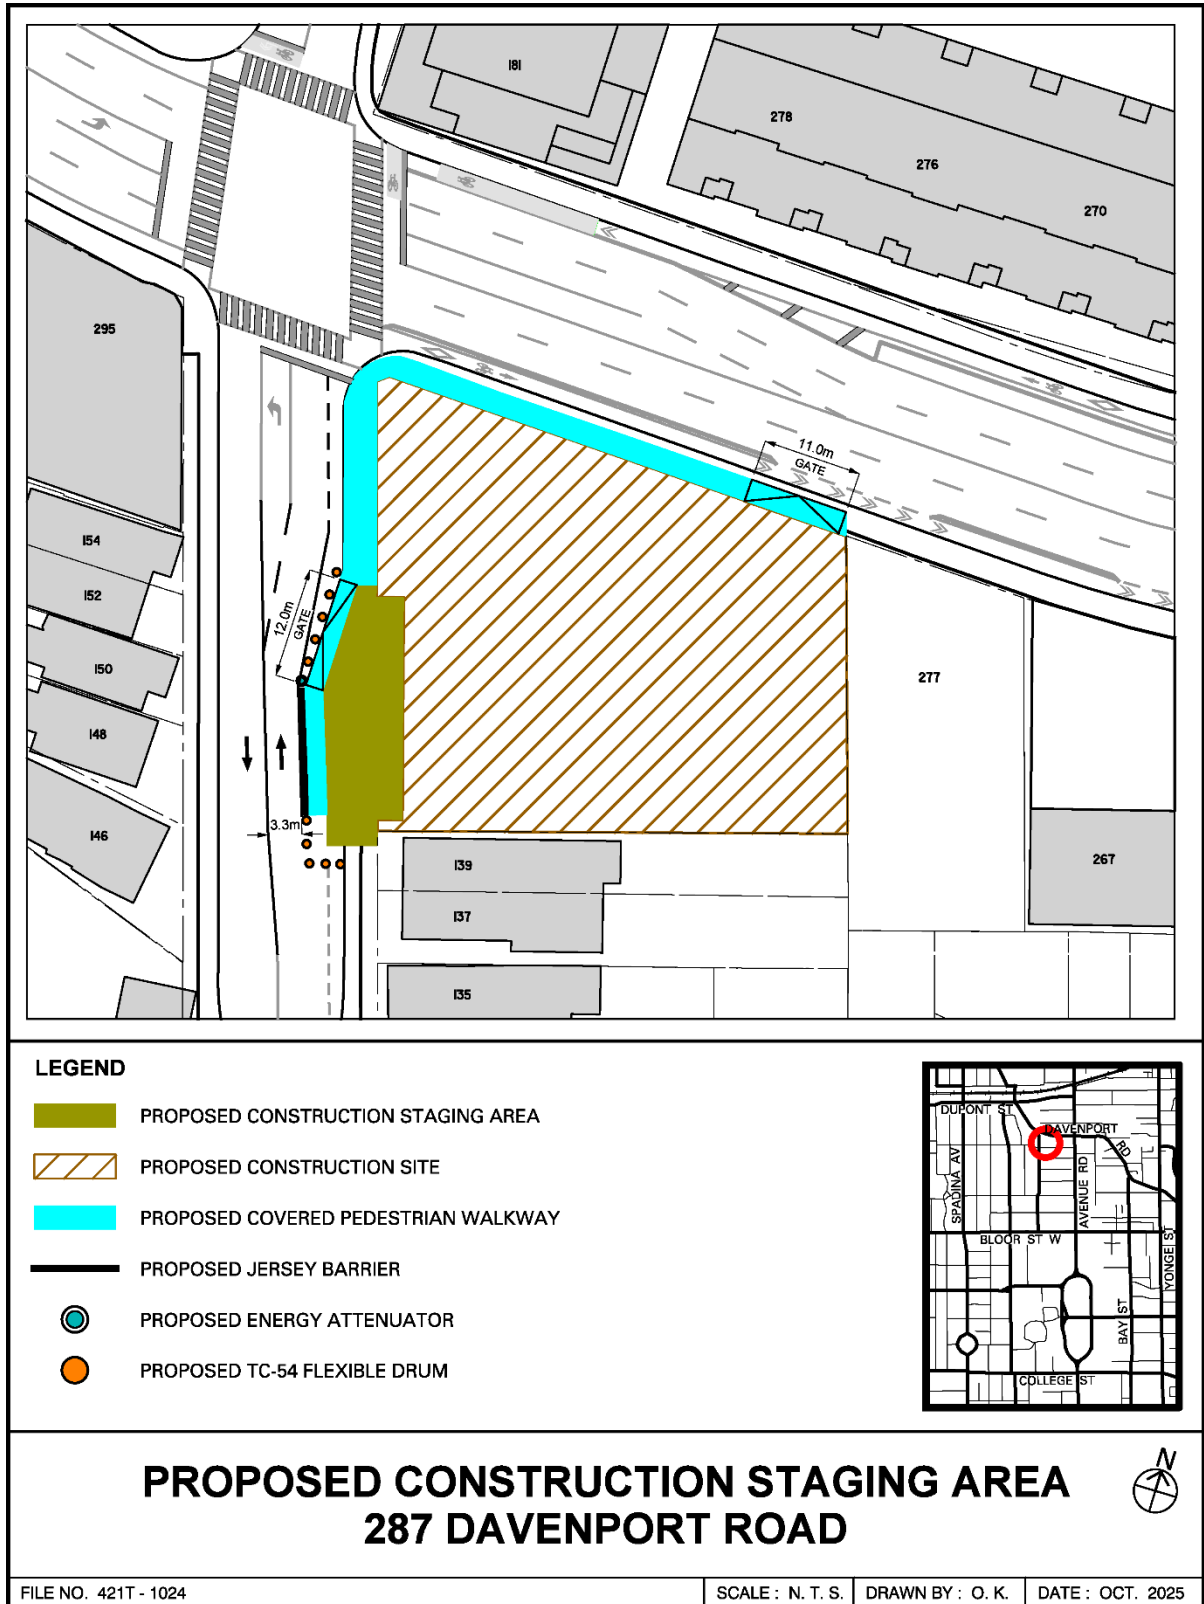 181
278
276
270
295
11.0m
GATE
154
152
12.0m
GATE
150
277
148
3.3m
146
139
267
137
135
LEGEND
PROPOSED CONSTRUCTION STAGING AREA
PROPOSED CONSTRUCTION SITE
PROPOSED COVERED PEDESTRIAN WALKWAY
PROPOSED JERSEY BARRIER
PROPOSED ENERGY ATTENUATOR
PROPOSED TC-54 FLEXIBLE DRUM
DUPONT ST
DAVENPORT
RD
SPADINA AV
AVENUE RD
BLOOR ST W
YONGE ST
BAY ST
COLLEGE ST
PROPOSED CONSTRUCTION STAGING AREA
287 DAVENPORT ROAD
N
FILE NO. 421T - 1024
SCALE : N. T. S.
DRAWN BY : O. K.
DATE : OCT. 2025